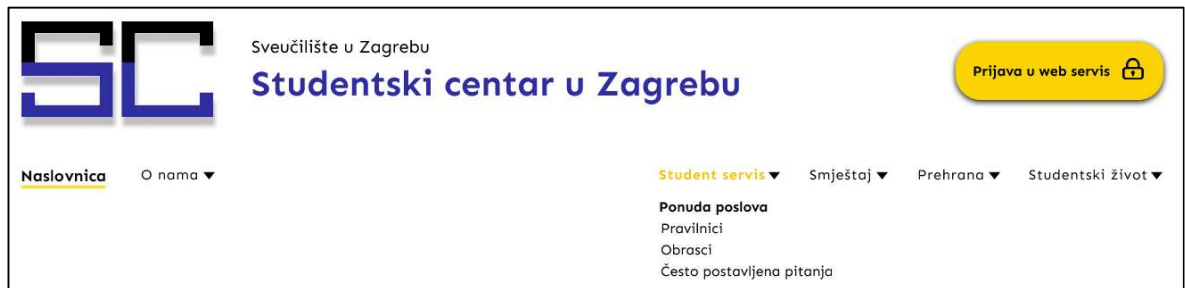 SC
Sveučilište u Zagrebu
Studentski centar u Zagrebu
Prijava u web servis
Naslovnica O nama ▼ Student servis ▼ Smještaj ▼ Prehrana ▼ Studentski život ▼
Ponuda poslova
Pravilnici
Obrasci
Često postavljena pitanja